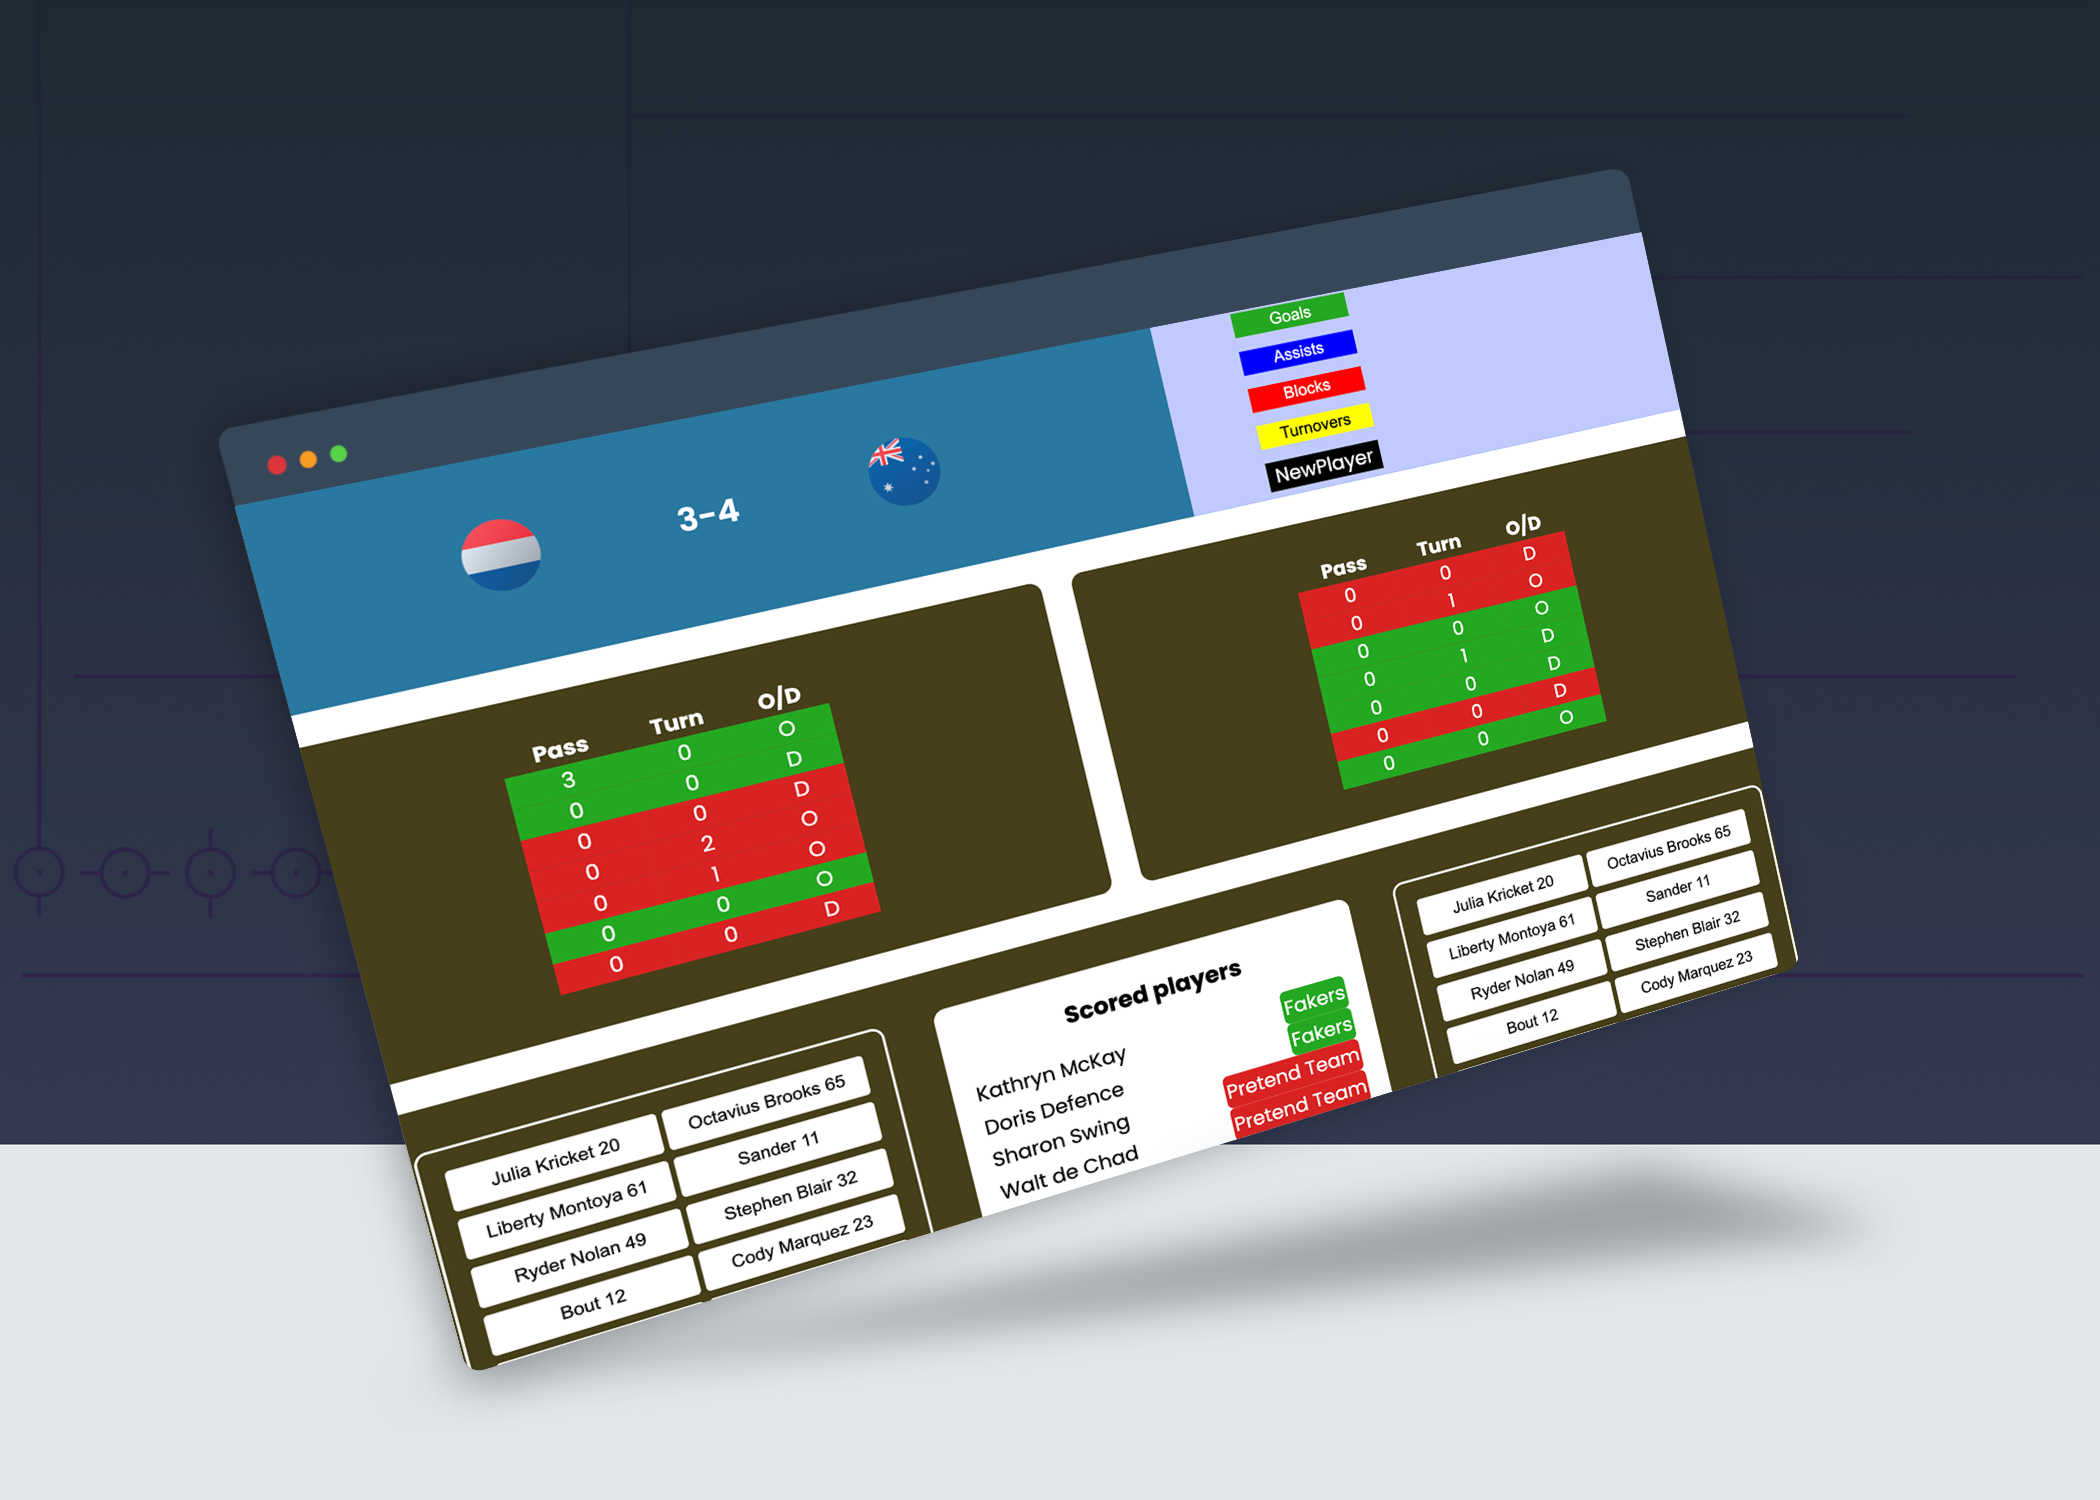 3-4
Goals
Assists
Blocks
Turnovers
NewPlayer
Pass Turn O/D
3 0 O
0 0 D
0 0 D
0 2 O
0 1 O
0 0 O
0 0 D
Pass Turn O/D
0 0 D
0 1 O
0 0 O
0 1 D
0 0 D
0 0 D
0 0 O
Julia Kricket 20 Octavius Brooks 65
Liberty Montoya 61 Sander 11
Ryder Nolan 49 Stephen Blair 32
Bout 12 Cody Marquez 23
Scored players
Kathryn McKay Fakers
Doris Defence Fakers
Sharon Swing Pretend Team
Walt de Chad Pretend Team
Julia Kricket 20 Octavius Brooks 65
Liberty Montoya 61 Sander 11
Ryder Nolan 49 Stephen Blair 32
Bout 12 Cody Marquez 23